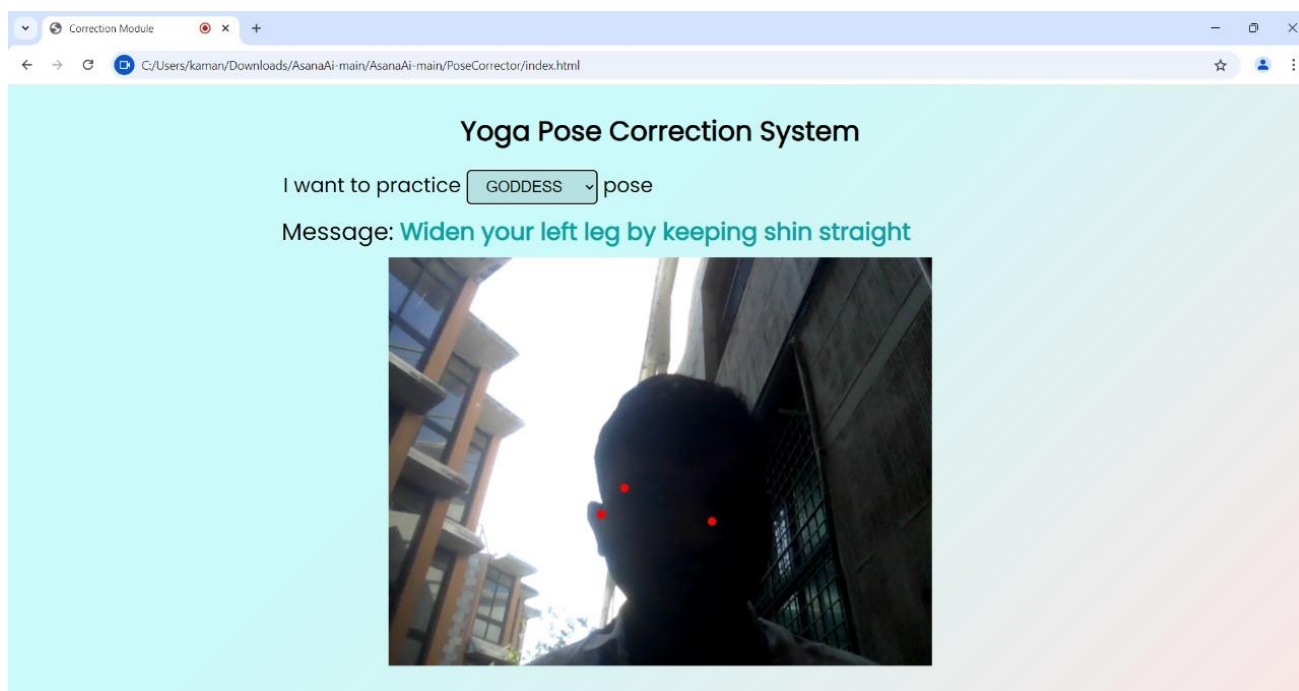 Correction Module
C:/Users/kaman/Downloads/AsanaAi-main/AsanaAi-main/PoseCorrector/index.html
Yoga Pose Correction System
I want to practice GODDESS pose
Message: Widen your left leg by keeping shin straight